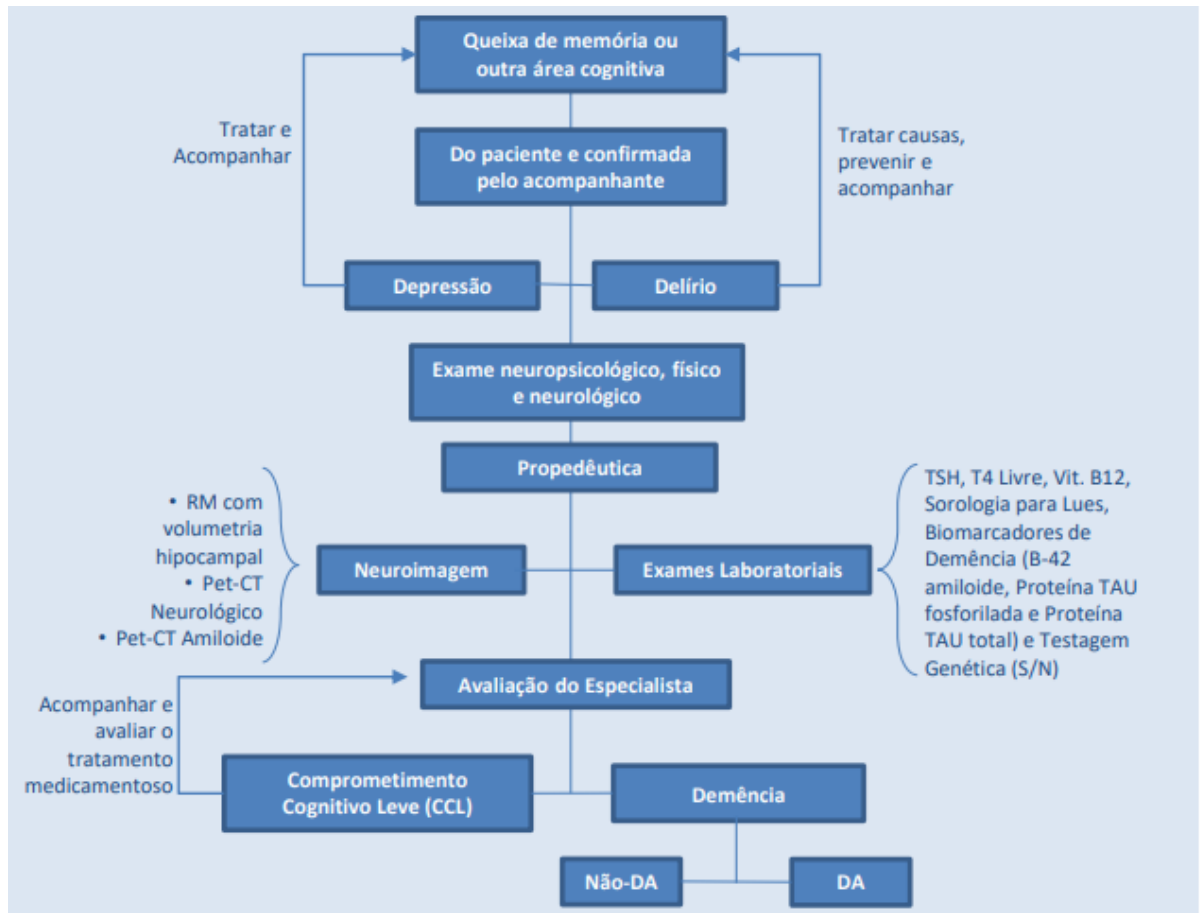 Queixa de memória ou
outra área cognitiva
Tratar e
Acompanhar
Do paciente e confirmada
pelo acompanhante
Tratar causas,
prevenir e
acompanhar
Depressão
Delírio
Exame neuropsicológico, físico
e neurológico
Propedêutica
• RM com
volumetria
hipocampal
• Pet-CT
Neurológico
• Pet-CT Amiloide
Neuroimagem
Exames Laboratoriais
TSH, T4 Livre, Vit. B12,
Sorologia para Lues,
Biomarcadores de
Demência (B-42
amiloide, Proteína TAU
fosforilada e Proteína
TAU total) e Testagem
Genética (S/N)
Avaliação do Especialista
Acompanhar e
avaliar o
tratamento
medicamentoso
Comprometimento
Cognitivo Leve (CCL)
Demência
Não-DA
DA